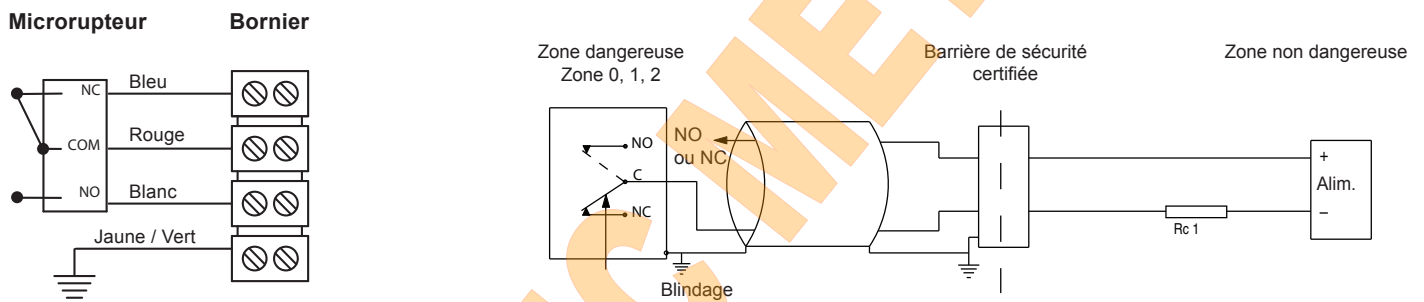 Microrupteur
Bornier
NC
Bleu
COM
Rouge
NO
Blanc
Jaune / Vert
Zone dangereuse
Zone 0, 1, 2
Barrière de sécurité
certifiée
Zone non dangereuse
NO
C
NC
NO
ou NC
Blindage
+
Alim.
–
Rc 1